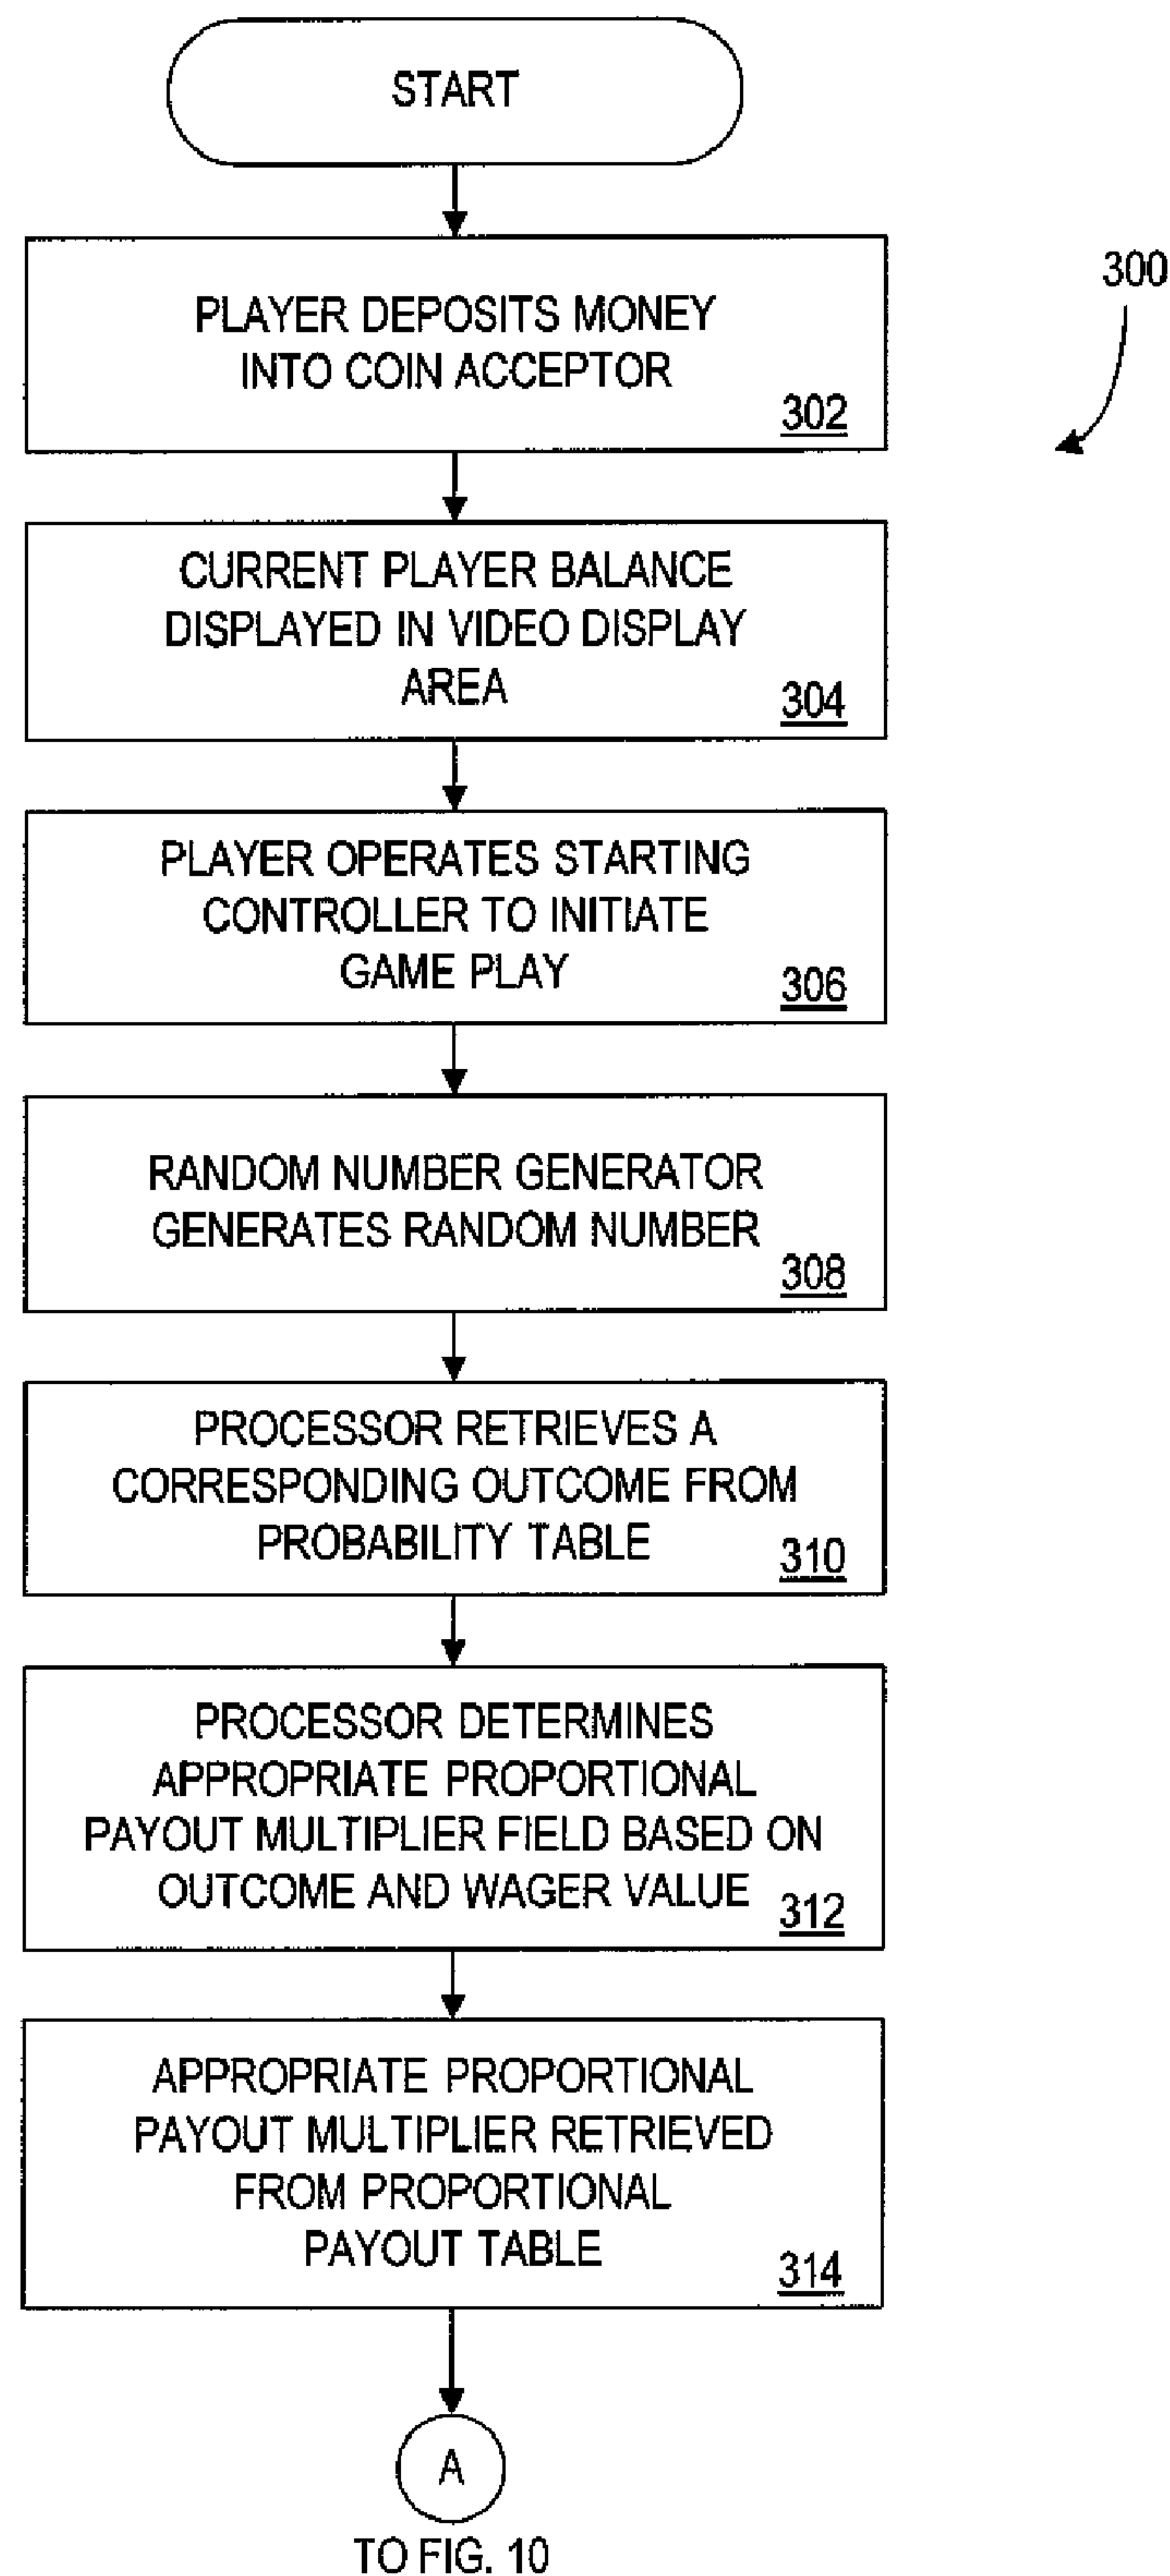 START
300
PLAYER DEPOSITS MONEY
INTO COIN ACCEPTOR
302
CURRENT PLAYER BALANCE
DISPLAYED IN VIDEO DISPLAY
AREA
304
PLAYER OPERATES STARTING
CONTROLLER TO INITIATE
GAME PLAY
306
RANDOM NUMBER GENERATOR
GENERATES RANDOM NUMBER
308
PROCESSOR RETRIEVES A
CORRESPONDING OUTCOME FROM
PROBABILITY TABLE
310
PROCESSOR DETERMINES
APPROPRIATE PROPORTIONAL
PAYOUT MULTIPLIER FIELD BASED ON
OUTCOME AND WAGER VALUE
312
APPROPRIATE PROPORTIONAL
PAYOUT MULTIPLIER RETRIEVED
FROM PROPORTIONAL
PAYOUT TABLE
314
A
TO FIG. 10